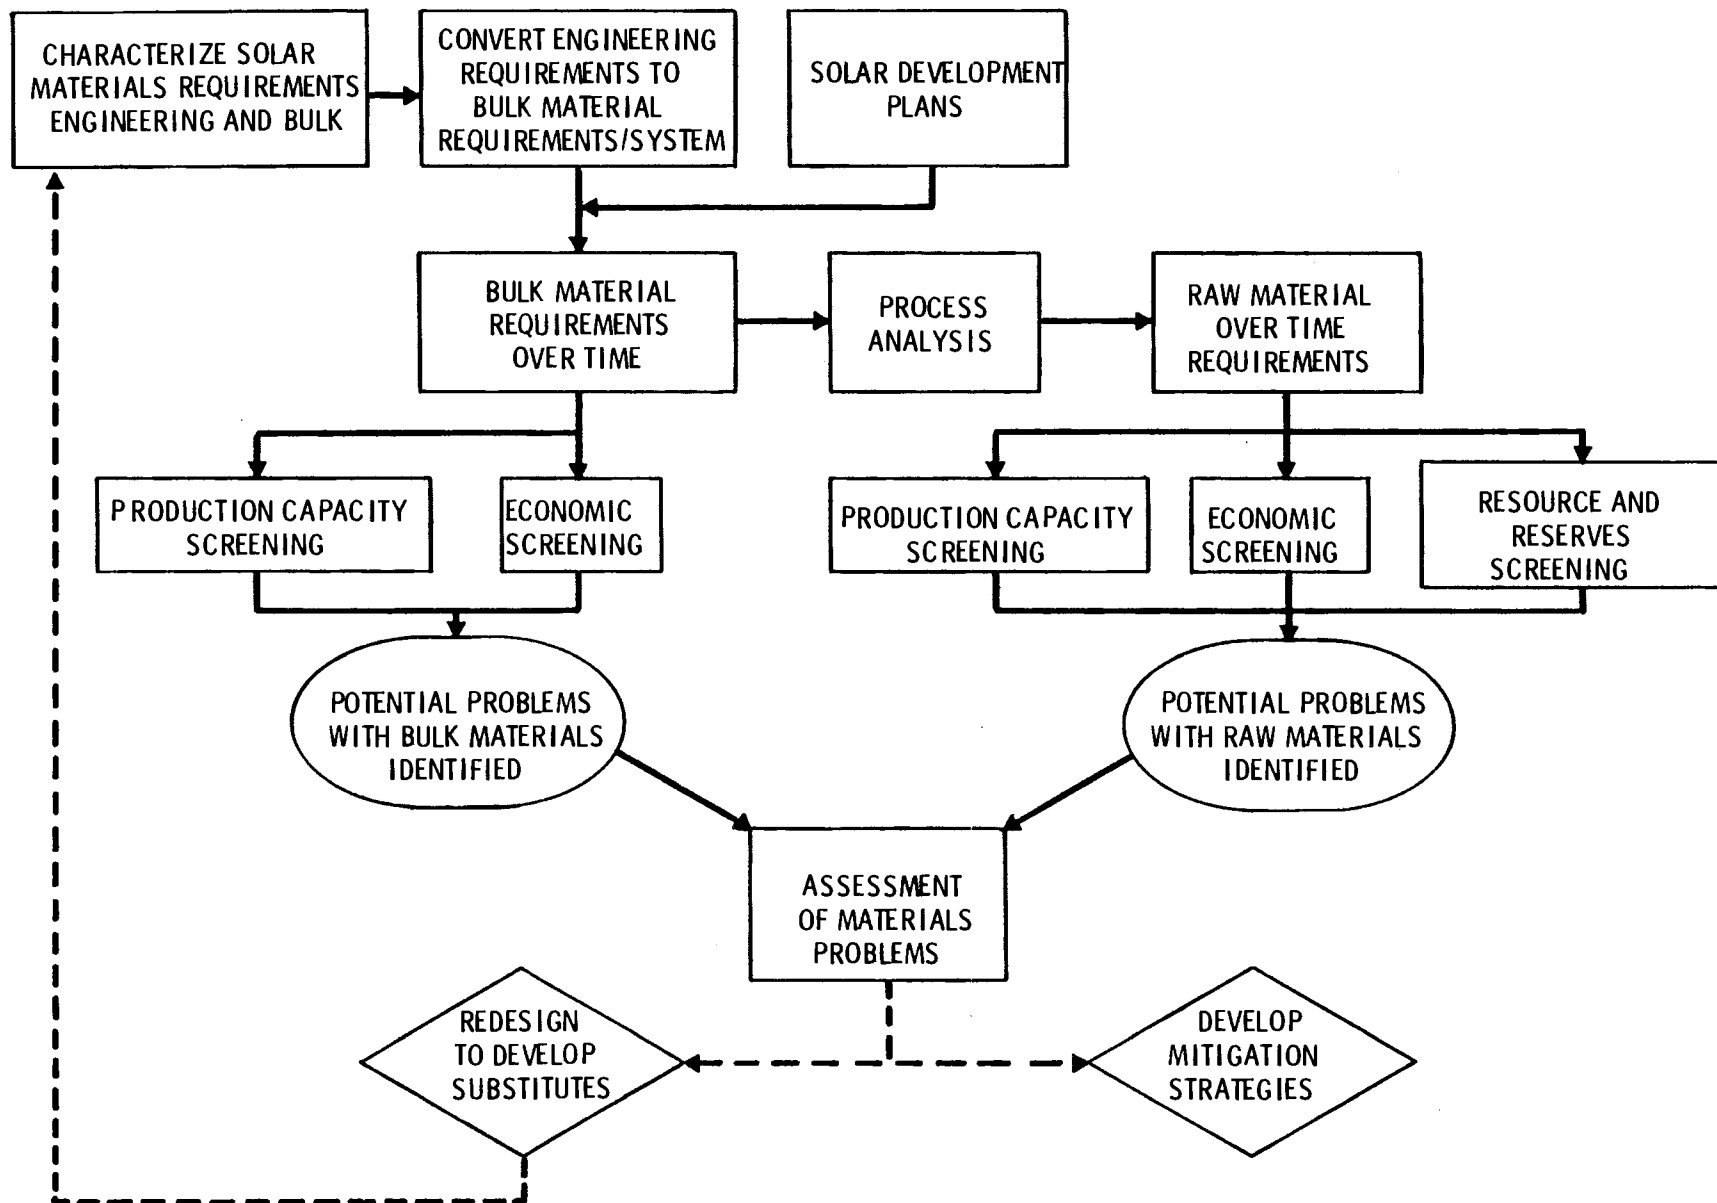 CHARACTERIZE SOLAR
MATERIALS REQUIREMENTS
ENGINEERING AND BULK
CONVERT ENGINEERING
REQUIREMENTS TO
BULK MATERIAL
REQUIREMENTS/SYSTEM
SOLAR DEVELOPMENT
PLANS
BULK MATERIAL
REQUIREMENTS
OVER TIME
PROCESS
ANALYSIS
RAW MATERIAL
OVER TIME
REQUIREMENTS
PRODUCTION CAPACITY
SCREENING
ECONOMIC
SCREENING
PRODUCTION CAPACITY
SCREENING
ECONOMIC
SCREENING
RESOURCE AND
RESERVES
SCREENING
POTENTIAL PROBLEMS
WITH BULK MATERIALS
IDENTIFIED
POTENTIAL PROBLEMS
WITH RAW MATERIALS
IDENTIFIED
ASSESSMENT
OF MATERIALS
PROBLEMS
REDESIGN
TO DEVELOP
SUBSTITUTES
DEVELOP
MITIGATION
STRATEGIES